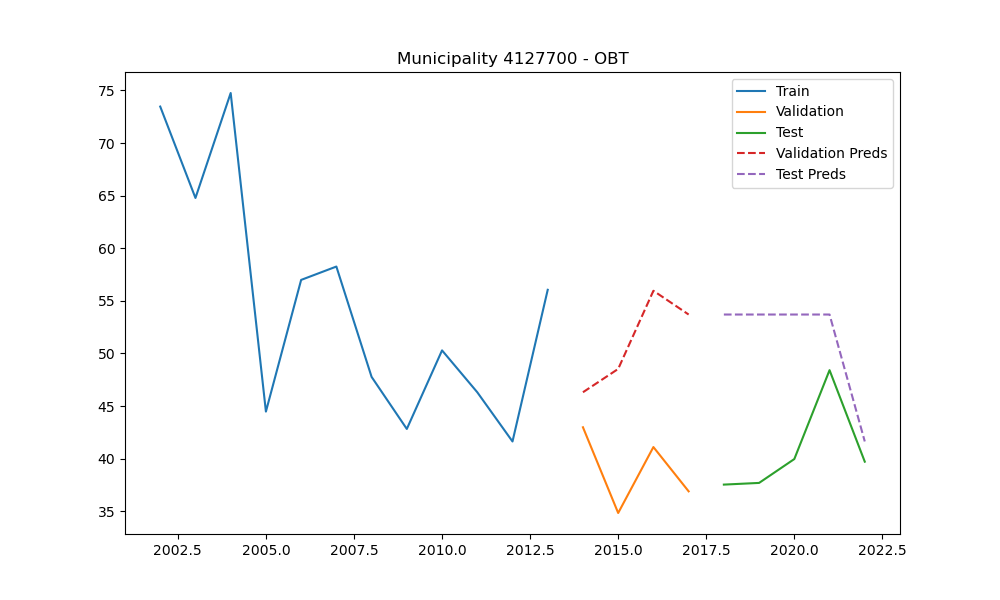 Municipality 4127700 - OBT
Train
Validation
Test
Validation Preds
Test Preds
75
70
65
60
55
50
45
40
35
2002.5 2005.0 2007.5 2010.0 2012.5 2015.0 2017.5 2020.0 2022.5